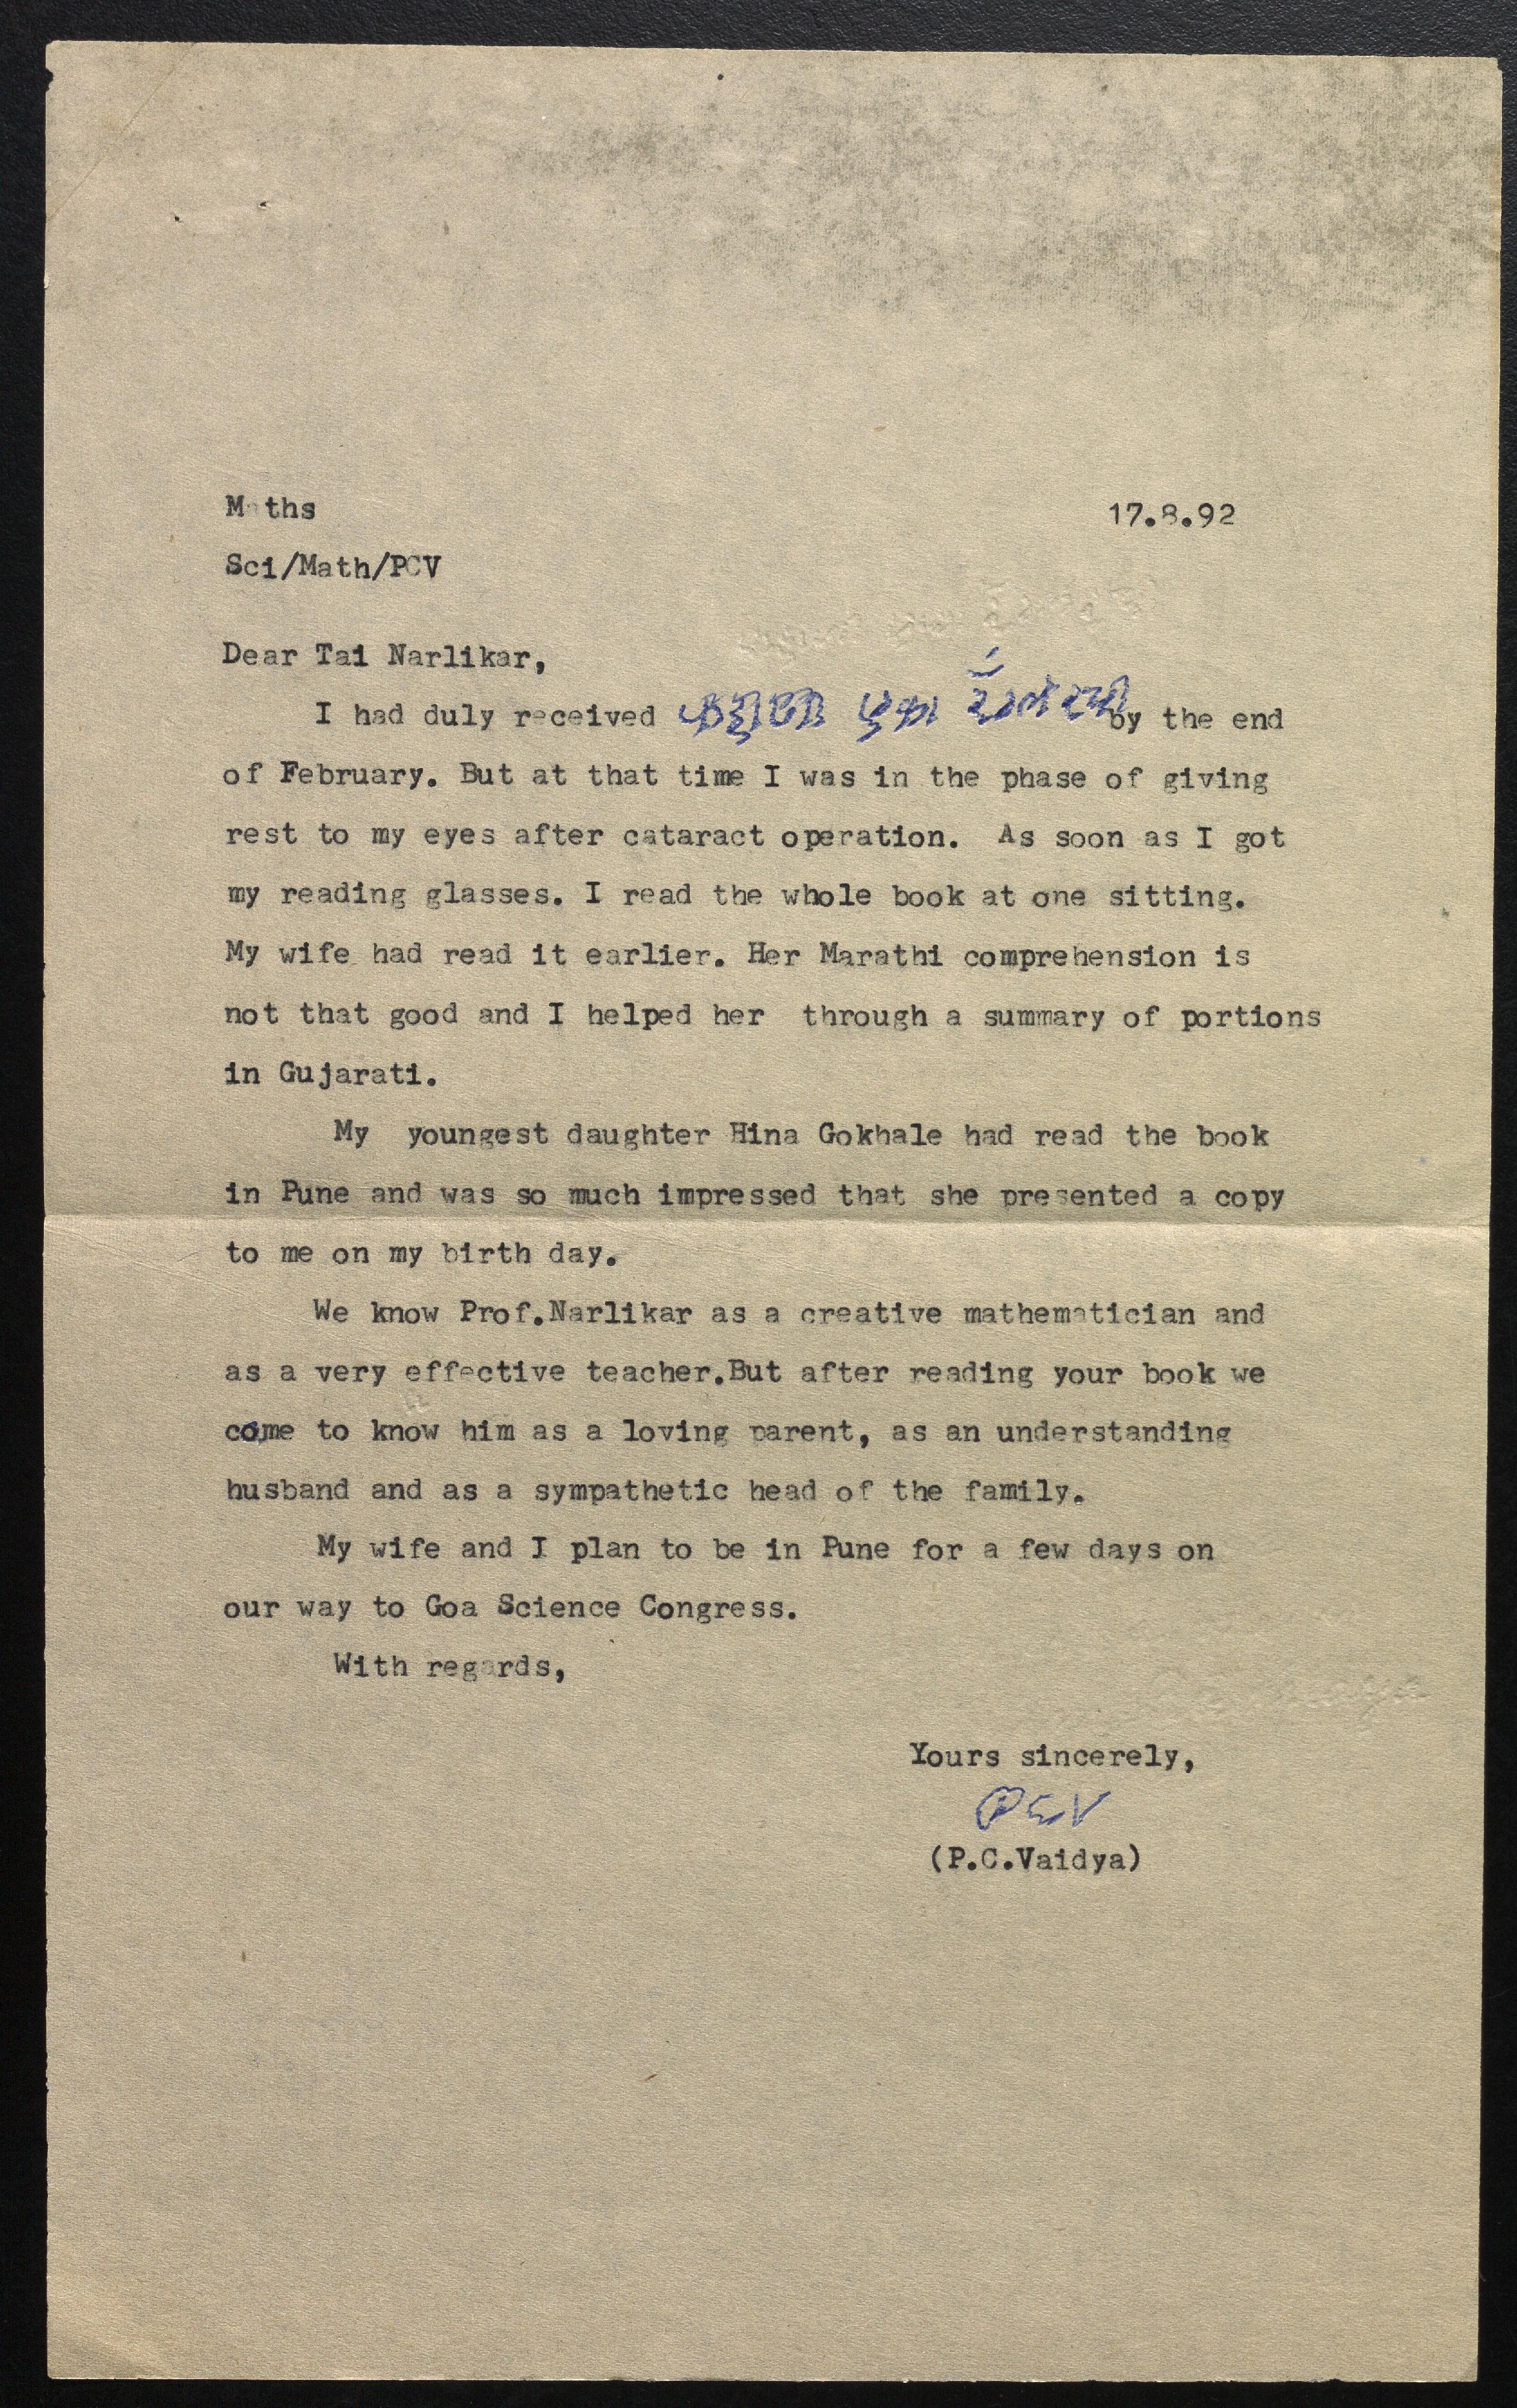 Maths 17.8.92
Sci/Math/PCV
Dear Tai Narlikar,
I had duly received by the end
of February. But at that time I was in the phase of giving
rest to my eyes after cataract operation. As soon as I got
my reading glasses. I read the whole book at one sitting.
My wife had read it earlier. Her Marathi comprehension is
not that good and I helped her through a summary of portions
in Gujarati.
My youngest daughter Hina Gokhale had read the book
in Pune and was so much impressed that she presented a copy
to me on my birth day.
We know Prof.Narlikar as a creative mathematician and
as a very effective teacher.But after reading your book we
come to know him as a loving parent, as an understanding
husband and as a sympathetic head of the family.
My wife and I plan to be in Pune for a few days on
our way to Goa Science Congress.
With regards,
Yours sincerely,
PCV
(P.C.Vaidya)